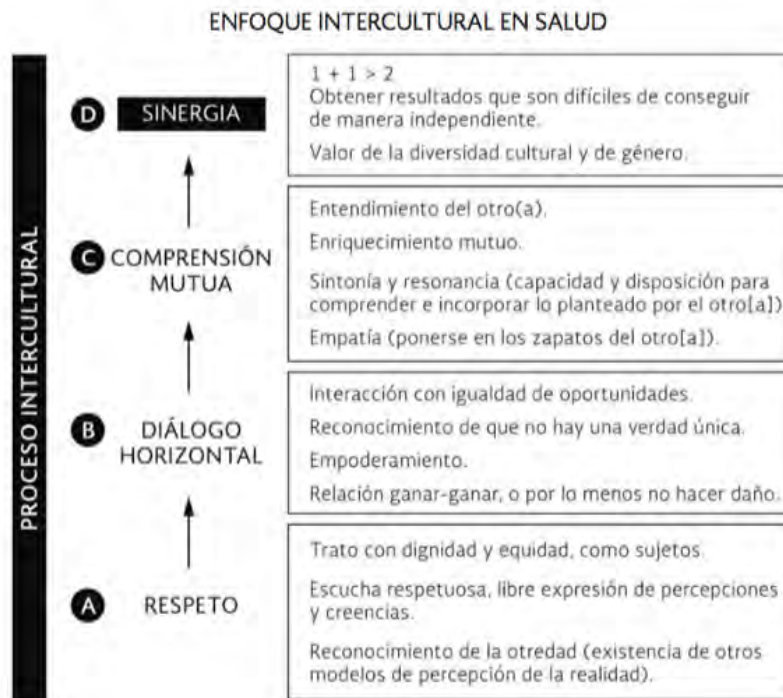 ENFOQUE INTERCULTURAL EN SALUD
PROCESO INTERCULTURAL
D SINERGIA
1 + 1 > 2
Obtener resultados que son difíciles de conseguir
de manera independiente.
Valor de la diversidad cultural y de género.
C COMPRENSIÓN
MUTUA
Entendimiento del otro(a).
Enriquecimiento mutuo.
Sintonía y resonancia (capacidad y disposición para
comprender e incorporar lo planteado por el otro[a])
Empatía (ponerse en los zapatos del otro[a]).
B DIÁLOGO
HORIZONTAL
Interacción con igualdad de oportunidades.
Reconocimiento de que no hay una verdad única.
Empoderamiento.
Relación ganar-ganar, o por lo menos no hacer daño.
A RESPETO
Trato con dignidad y equidad, como sujetos.
Escucha respetuosa, libre expresión de percepciones
y creencias.
Reconocimiento de la otredad (existencia de otros
modelos de percepción de la realidad).